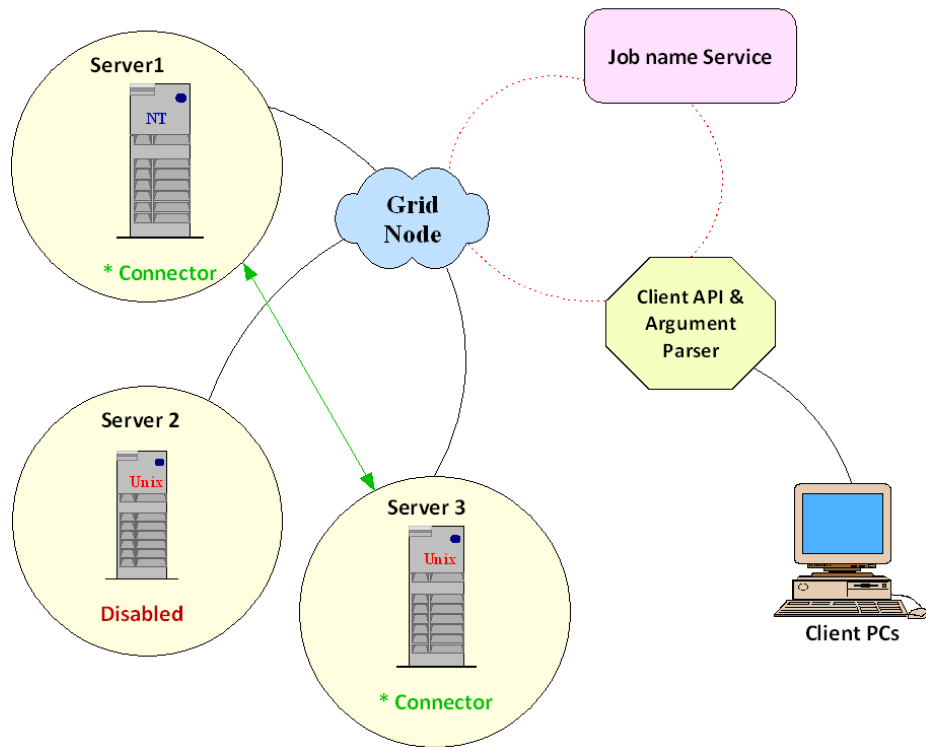 Server1
NT
* Connector
Job name Service
Grid
Node
Client API &
Argument
Parser
Server 2
Unix
Disabled
Server 3
Unix
* Connector
Client PCs